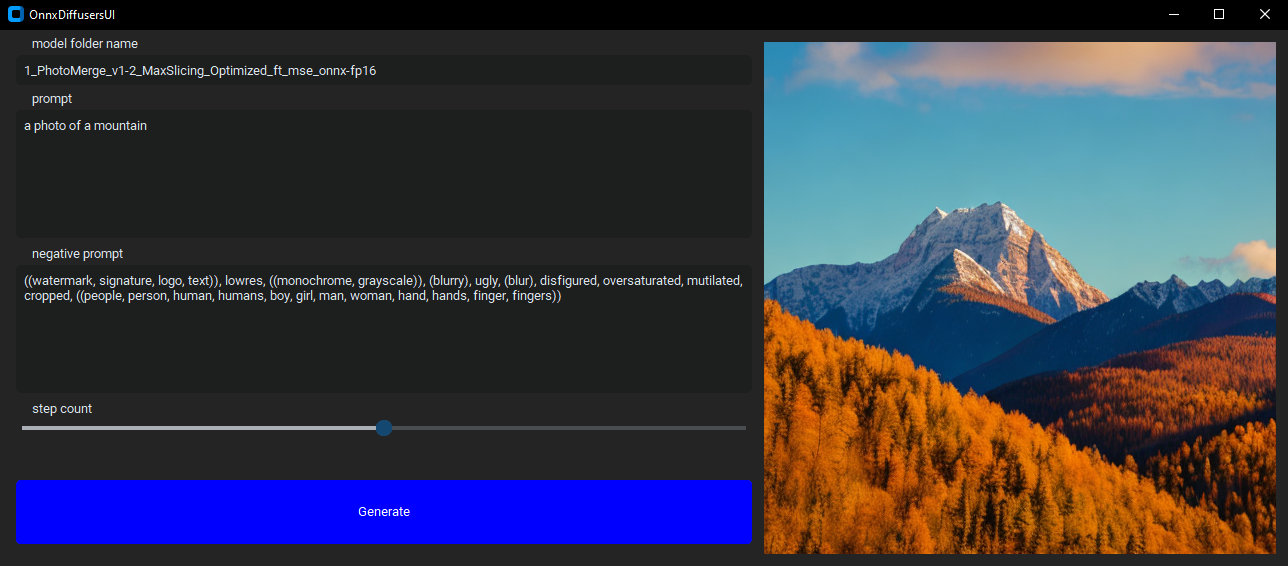 OnnxDiffusersUI
model folder name
1_PhotoMerge_v1-2_MaxSlicing_Optimized_ft_mse_onnx-fp16
prompt
a photo of a mountain
negative prompt
((watermark, signature, logo, text)), lowres, ((monochrome, grayscale)), (blurry), ugly, (blur), disfigured, oversaturated, mutilated,
cropped, ((people, person, human, humans, boy, girl, man, woman, hand, hands, finger, fingers))
step count
Generate